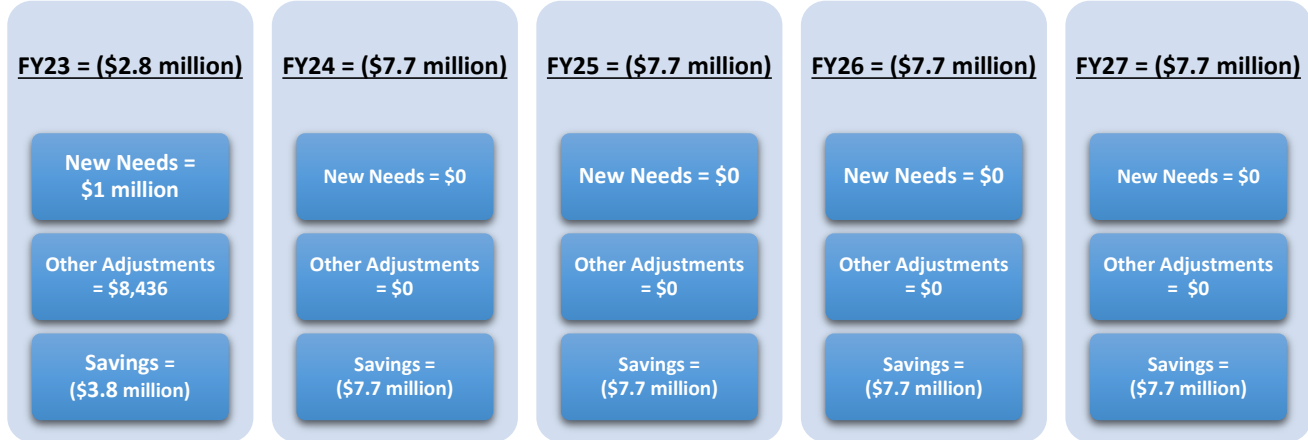 FY23 = ($2.8 million)
New Needs =
$1 million
Other Adjustments
= $8,436
Savings =
($3.8 million)
FY24 = ($7.7 million)
New Needs = $0
Other Adjustments
= $0
Savings =
($7.7 million)
FY25 = ($7.7 million)
New Needs = $0
Other Adjustments
= $0
Savings =
($7.7 million)
FY26 = ($7.7 million)
New Needs = $0
Other Adjustments
= $0
Savings =
($7.7 million)
FY27 = ($7.7 million)
New Needs = $0
Other Adjustments
= $0
Savings =
($7.7 million)